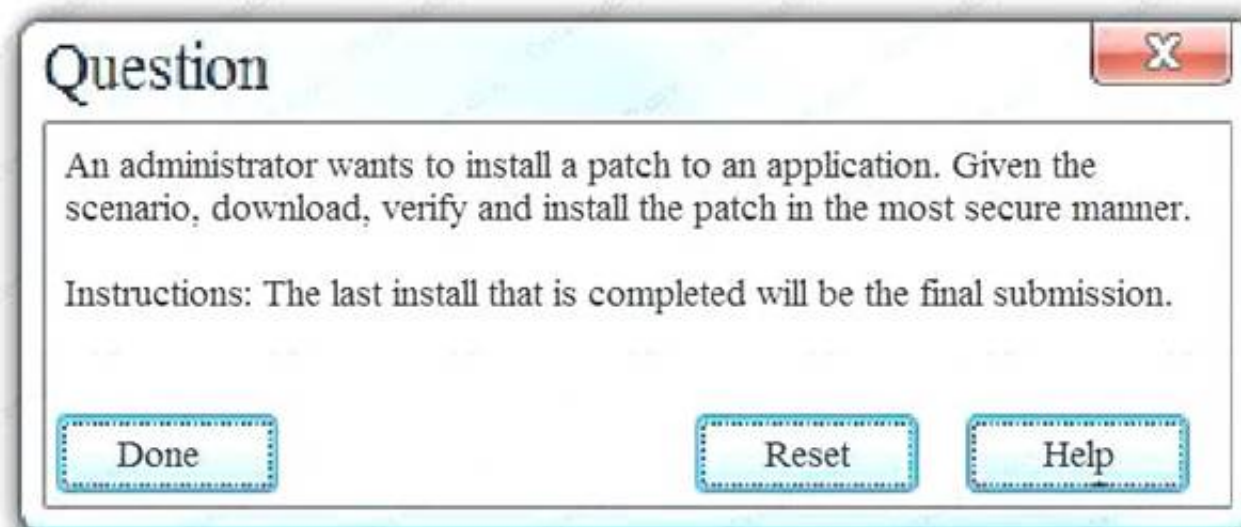 Question
X
An administrator wants to install a patch to an application. Given the
scenario, download, verify and install the patch in the most secure manner.
Instructions: The last install that is completed will be the final submission.
Done Reset Help